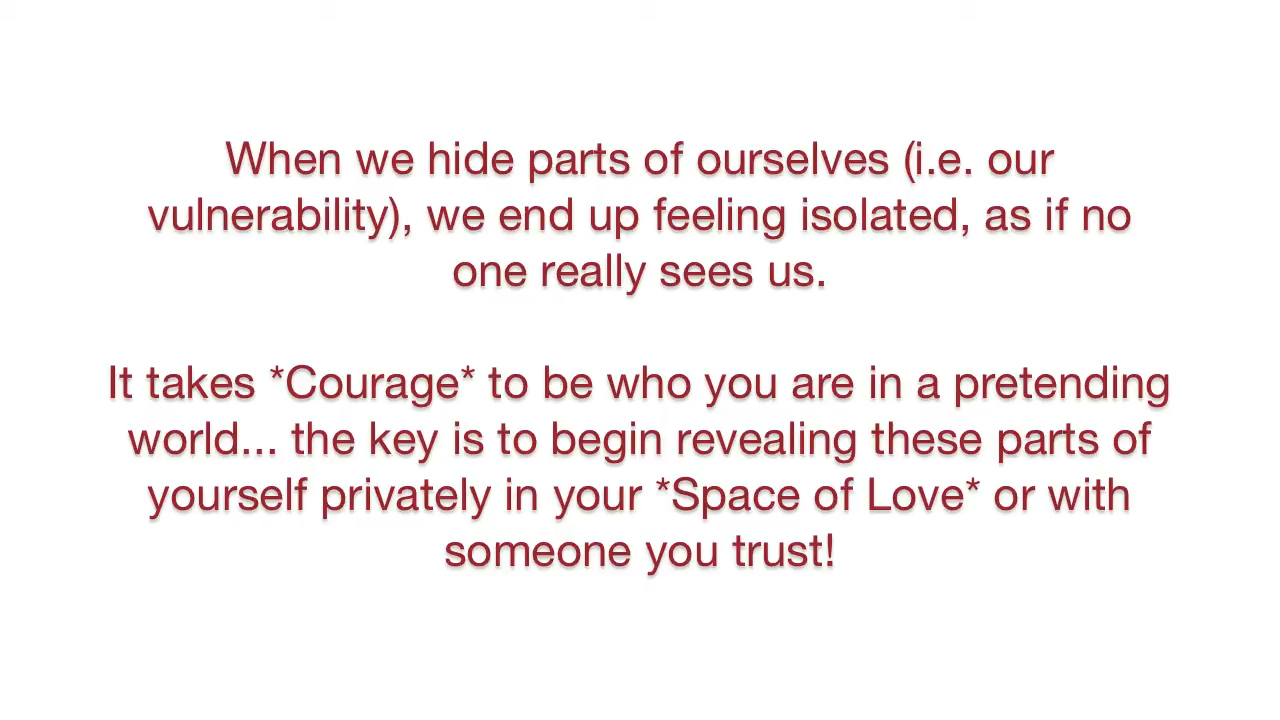 When we hide parts of ourselves (i.e. our
vulnerability), we end up feeling isolated, as if no
one really sees us.
It takes *Courage* to be who you are in a pretending
world... the key is to begin revealing these parts of
yourself privately in your *Space of Love* or with
someone you trust!